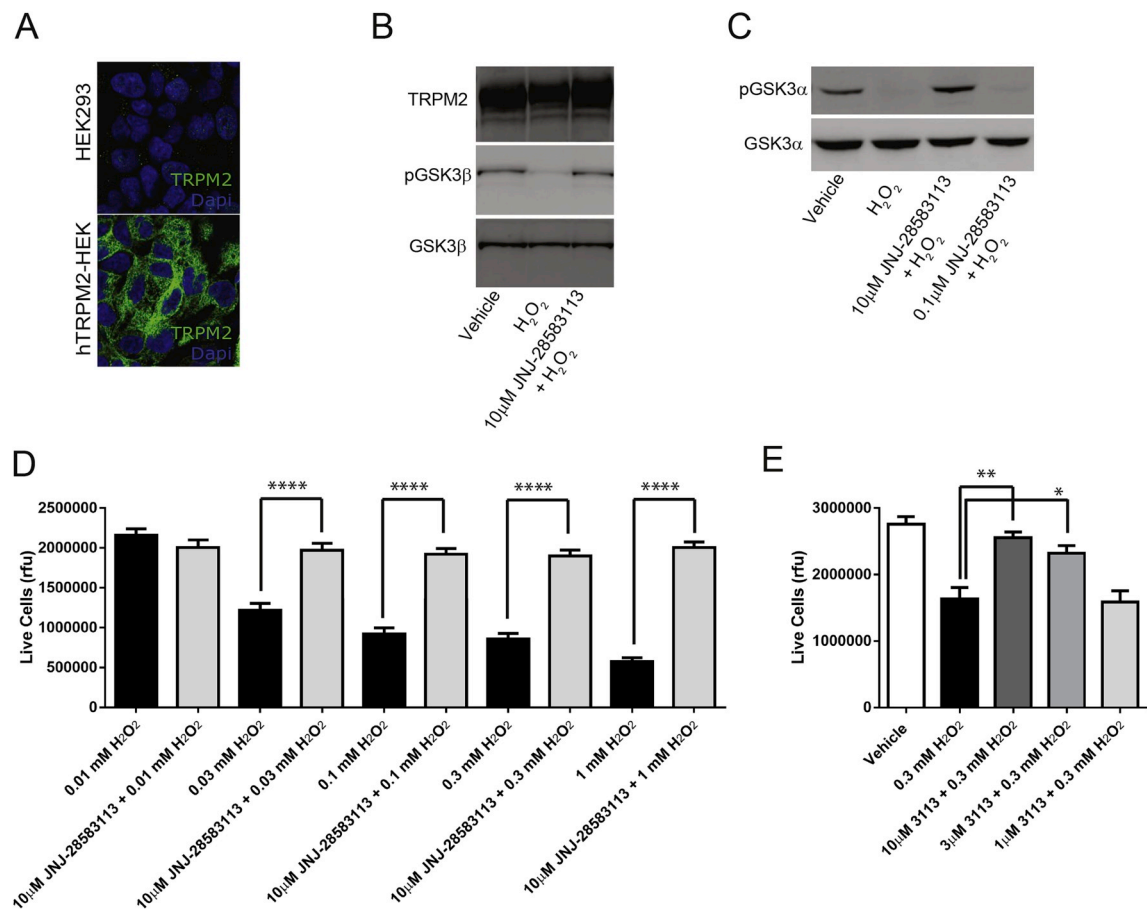 A
HEK293
TRPM2
Dapi
hTRPM2-HEK
TRPM2
Dapi
B
TRPM2
pGSK3β
GSK3β
Vehicle
H2O2
10μM JNJ-28583113
+ H2O2
C
pGSK3α
GSK3α
Vehicle
H2O2
10μM JNJ-28583113
+ H2O2
0.1μM JNJ-28583113
+ H2O2
D
Live Cells (rfu)
2500000
2000000
1500000
1000000
500000
0
****
****
****
****
0.01 mM H2O2
10μM JNJ-28583113 + 0.01 mM H2O2
0.03 mM H2O2
10μM JNJ-28583113 + 0.03 mM H2O2
0.1 mM H2O2
10μM JNJ-28583113 + 0.1 mM H2O2
0.3 mM H2O2
10μM JNJ-28583113 + 0.3 mM H2O2
1 mM H2O2
10μM JNJ-28583113 + 1 mM H2O2
E
Live Cells (rfu)
3000000
2000000
1000000
0
**
*
Vehicle
0.3 mM H2O2
10μM 3113 + 0.3 mM H2O2
3μM 3113 + 0.3 mM H2O2
1μM 3113 + 0.3 mM H2O2